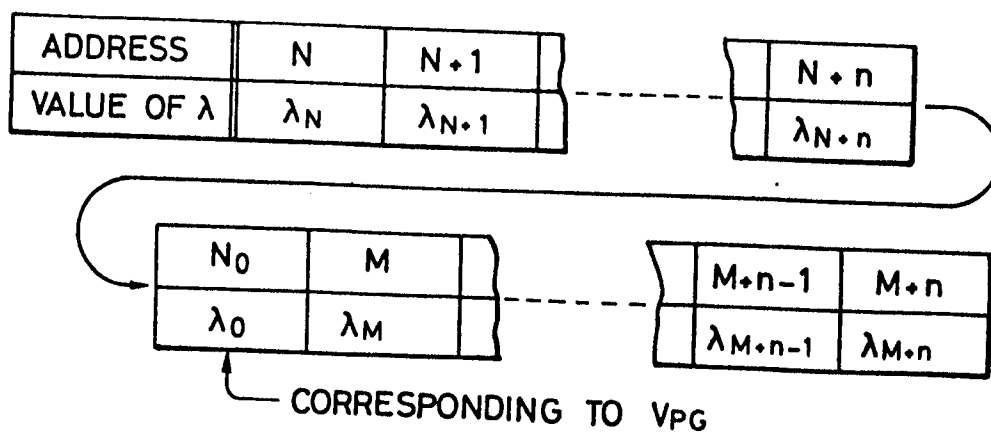 ADDRESS N N+1 N+n
VALUE OF λ λN λN+1 λN+n
N0 M M+n-1 M+n
λ0 λM λM+n-1 λM+n
CORRESPONDING TO VPG